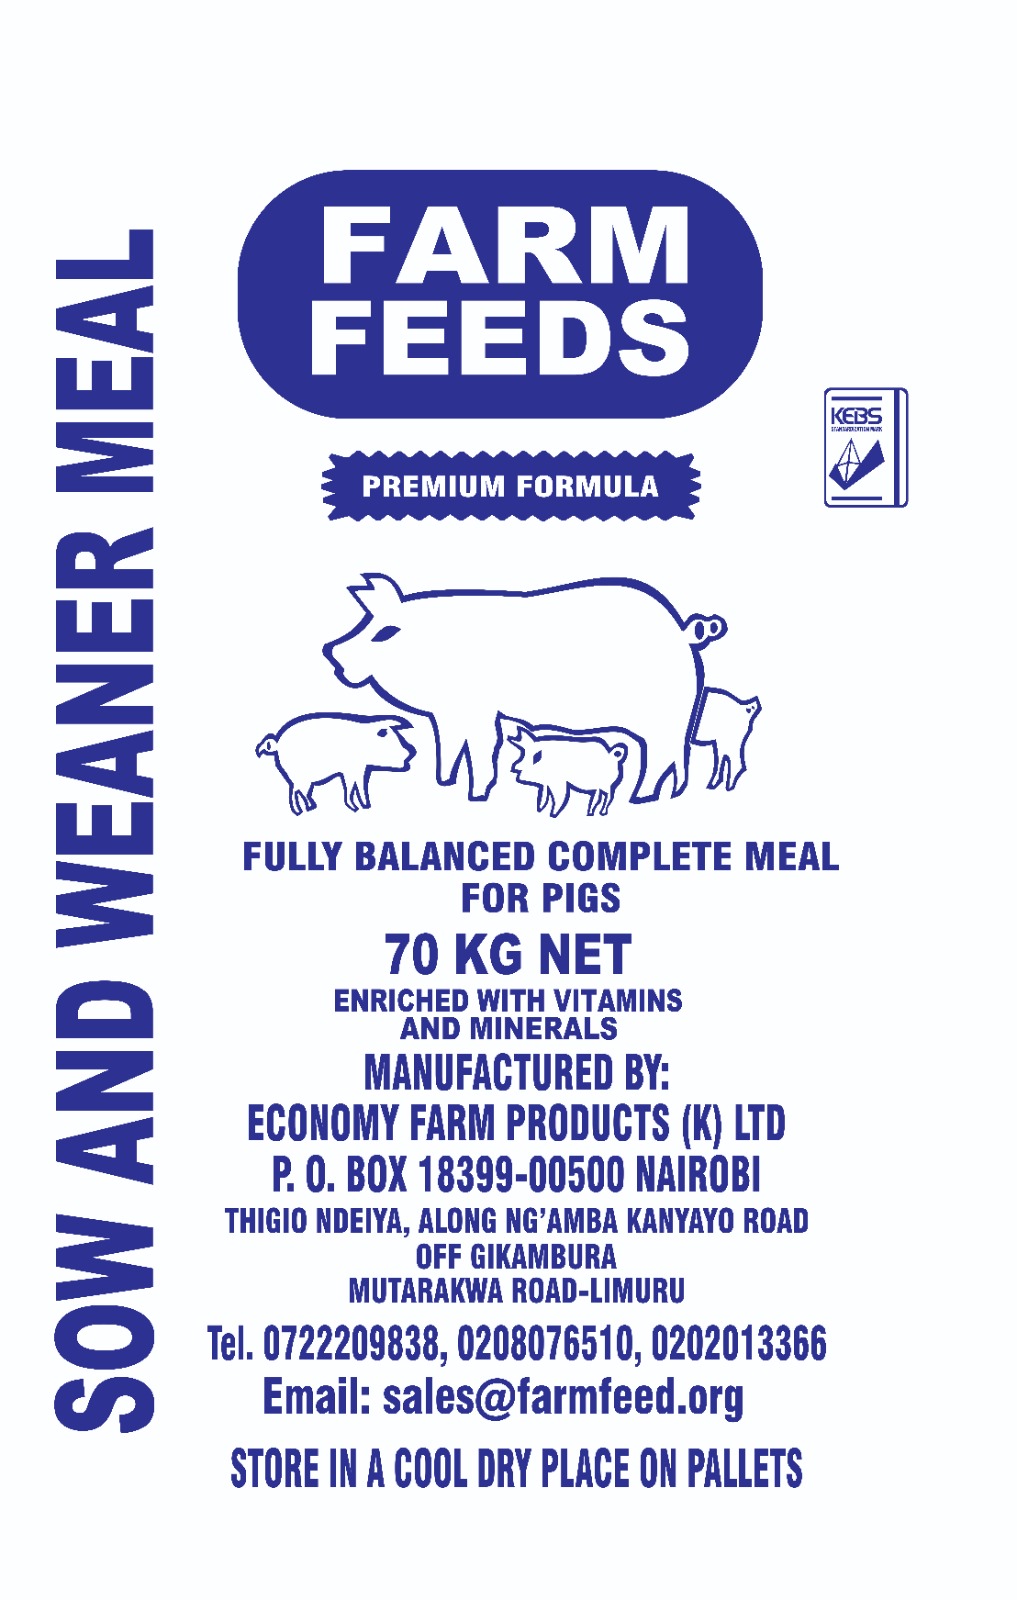 SOW AND WEANER MEAL
FARM
FEEDS
KEBS
STANDARDIZATION MARK
PREMIUM FORMULA
FULLY BALANCED COMPLETE MEAL
FOR PIGS
70 KG NET
ENRICHED WITH VITAMINS
AND MINERALS
MANUFACTURED BY:
ECONOMY FARM PRODUCTS (K) LTD
P. O. BOX 18399-00500 NAIROBI
THIGIO NDEIYA, ALONG NG’AMBA KANYAYO ROAD
OFF GIKAMBURA
MUTARAKWA ROAD-LIMURU
Tel. 0722209838, 0208076510, 0202013366
Email: sales@farmfeed.org
STORE IN A COOL DRY PLACE ON PALLETS